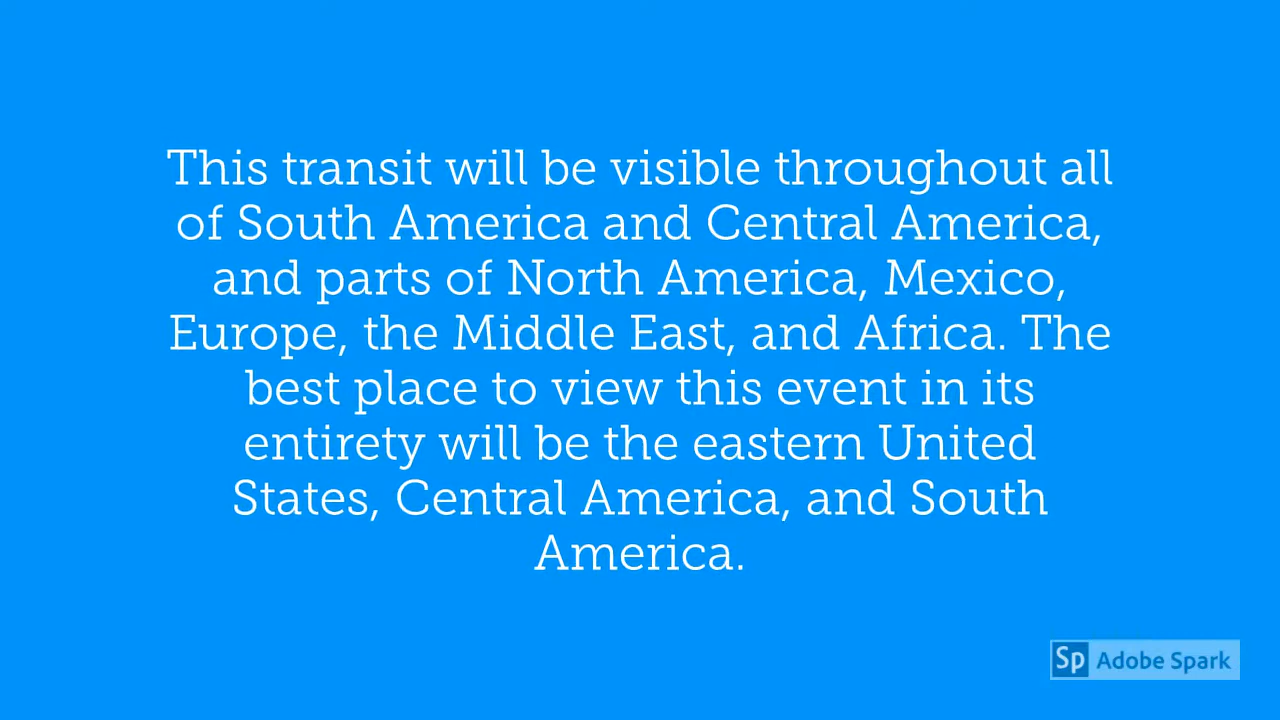 This transit will be visible throughout all
of South America and Central America,
and parts of North America, Mexico,
Europe, the Middle East, and Africa. The
best place to view this event in its
entirety will be the eastern United
States, Central America, and South
America.
Sp Adobe Spark